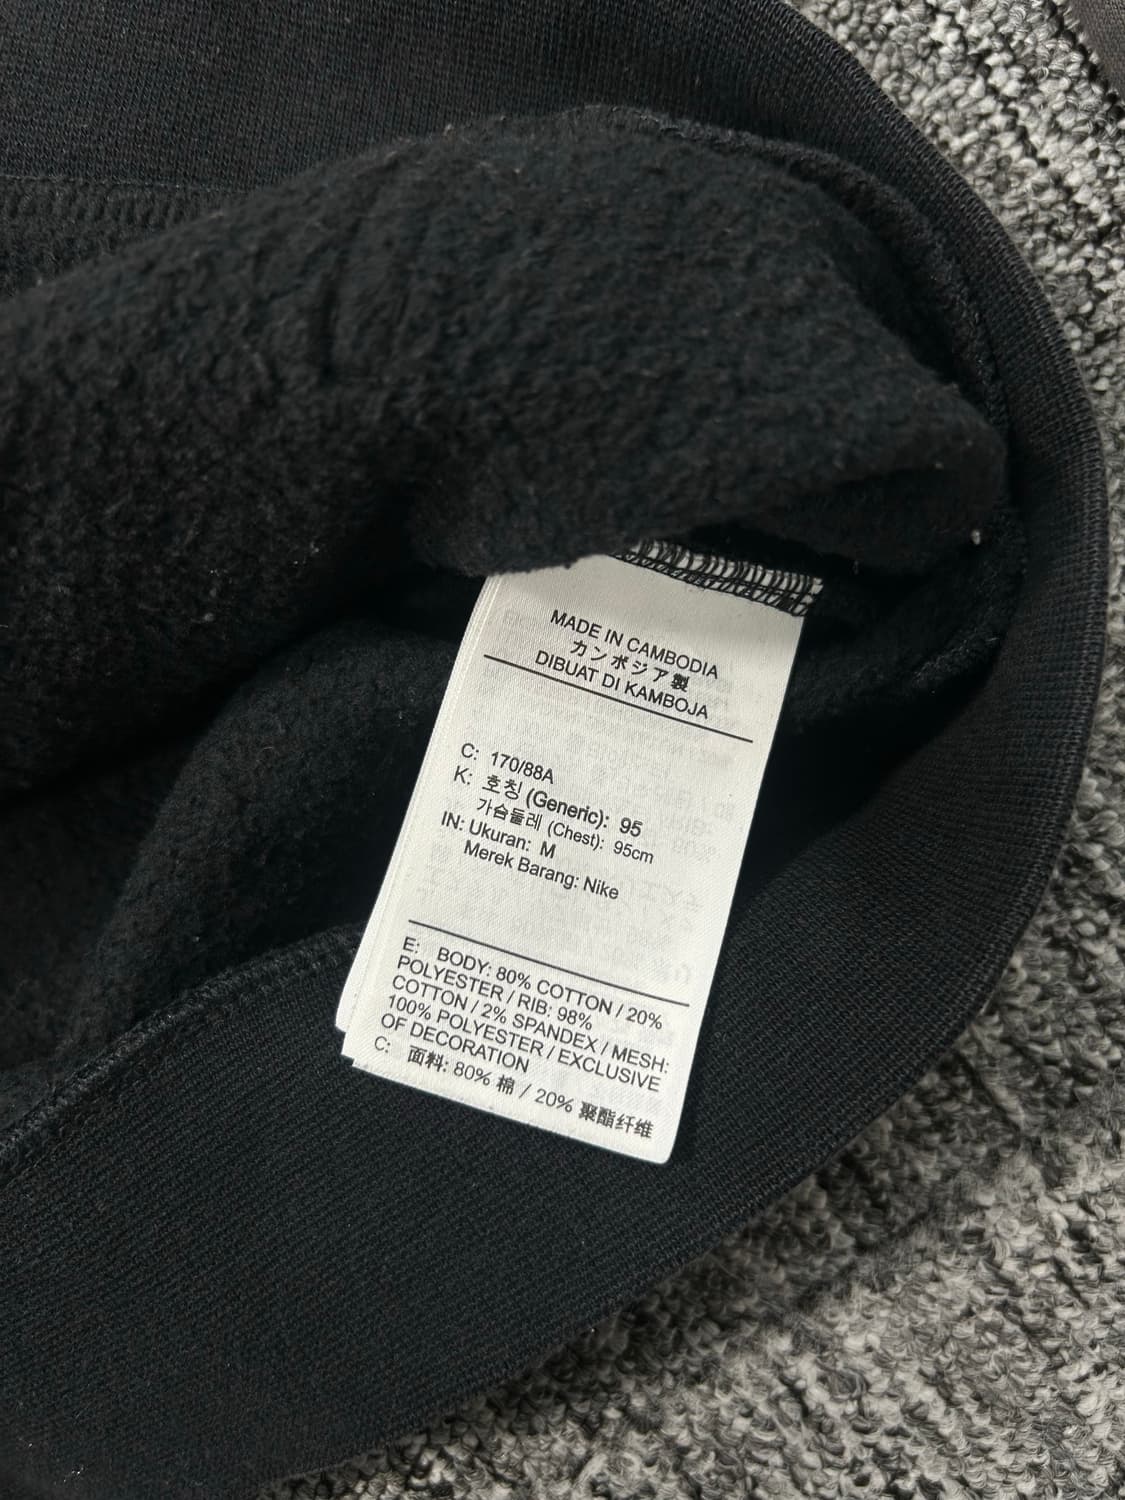 MADE IN CAMBODIA
カンボジア製
DIBUAT DI KAMBOJA
C: 170/88A
K: 호칭 (Generic): 95
가슴둘레 (Chest): 95cm
IN: Ukuran: M
Merek Barang: Nike
E: BODY: 80% COTTON / 20%
POLYESTER / RIB: 98%
COTTON / 2% SPANDEX / MESH:
100% POLYESTER / EXCLUSIVE
OF DECORATION
C: 面料: 80% 棉 / 20% 聚酯纤维